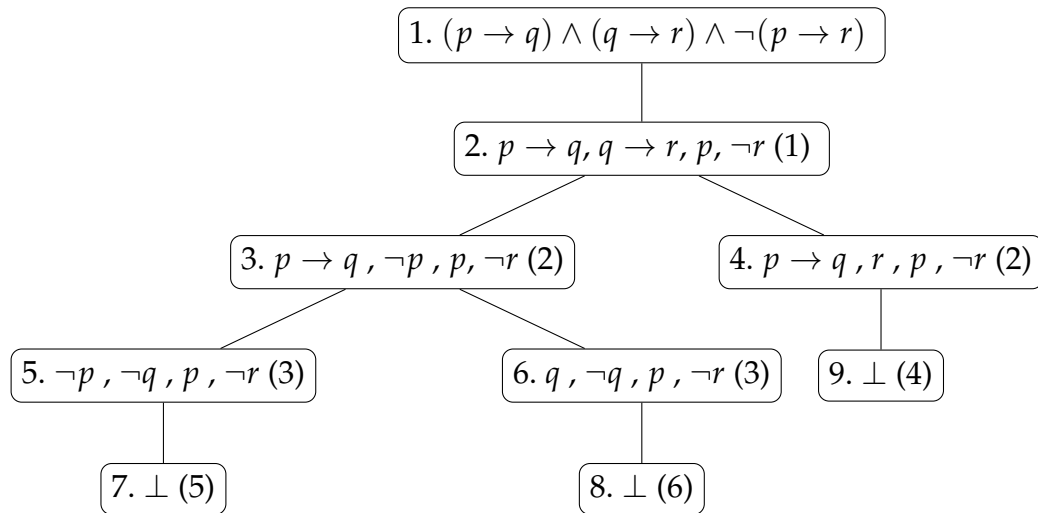 1. (p → q) ∧ (q → r) ∧ ¬(p → r)
2. p → q, q → r, p, ¬r (1)
3. p → q , ¬p , p, ¬r (2)
4. p → q , r , p , ¬r (2)
5. ¬p , ¬q , p , ¬r (3)
6. q , ¬q , p , ¬r (3)
9. ⊥ (4)
7. ⊥ (5)
8. ⊥ (6)